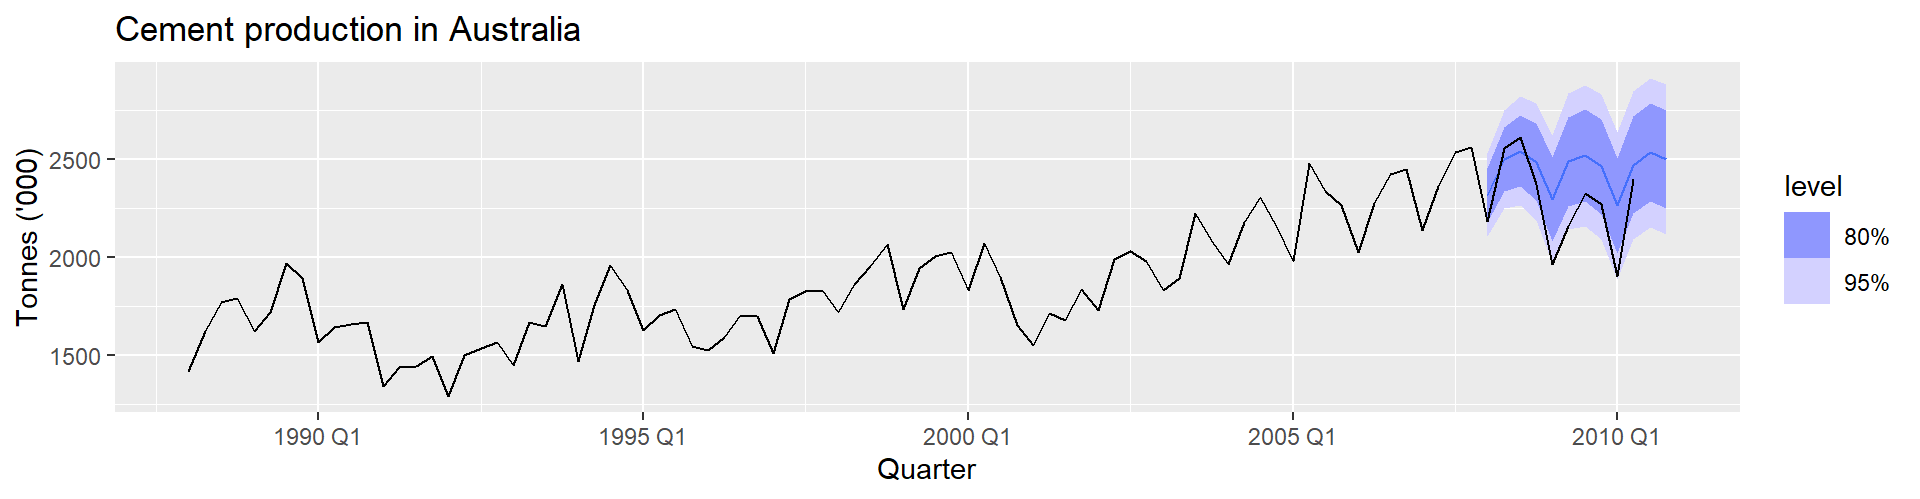 Cement production in Australia
Tonnes ('000)
2500
2000
1500
1990 Q1
1995 Q1
2000 Q1
2005 Q1
2010 Q1
Quarter
level
80%
95%